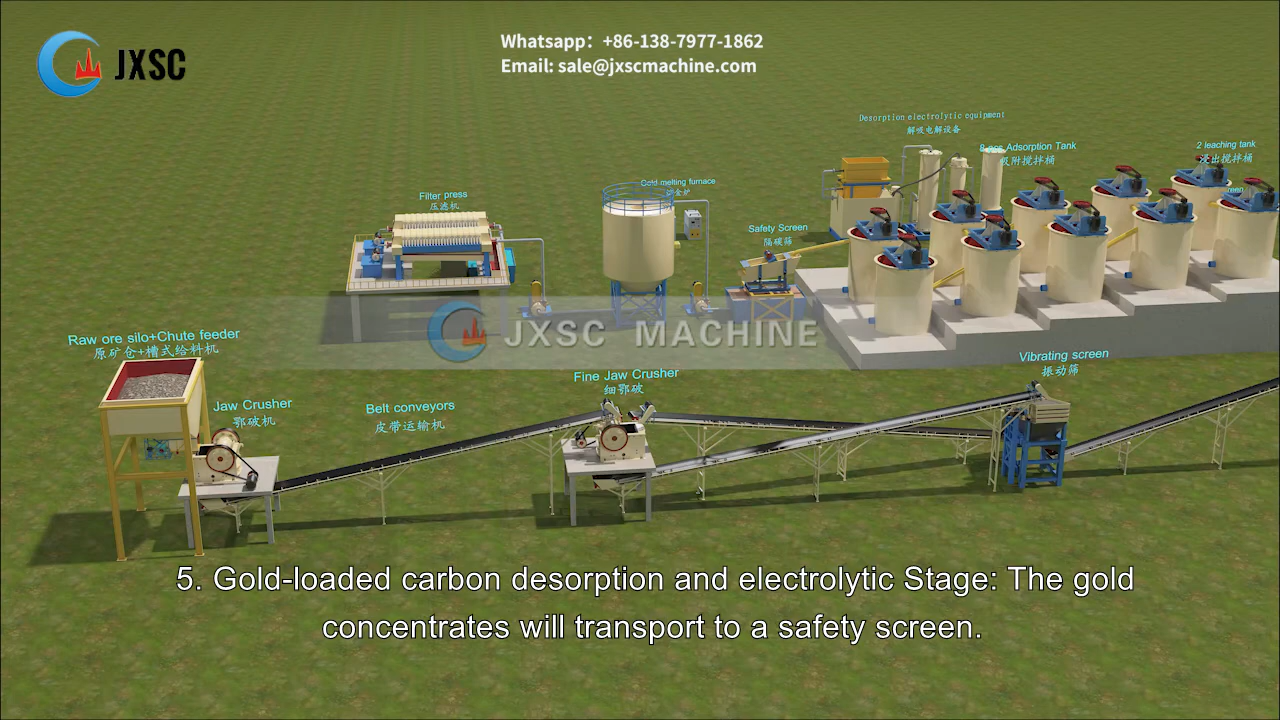 JXSC
Whatsapp: +86-138-7977-1862
Email: sale@jxscmachine.com
Desorption electrolytic equipment
解吸电解设备
8 pcs Adsorption Tank
吸附搅拌桶
2 leaching tank
浸出搅拌桶
Filter press
压滤机
Gold melting furnace
Safety Screen
隔碳筛
JXSC MACHINE
Raw ore silo+Chute feeder
原矿仓+槽式给料机
Jaw Crusher
鄂破机
Belt conveyors
皮带运输机
Fine Jaw Crusher
细鄂破
Vibrating screen
振动筛
5. Gold-loaded carbon desorption and electrolytic Stage: The gold
concentrates will transport to a safety screen.